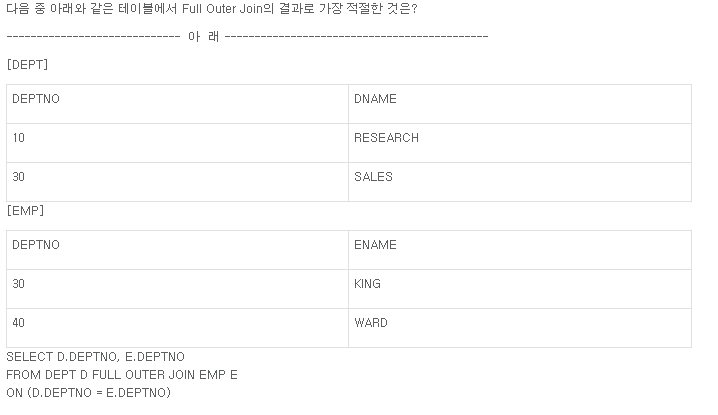 다음 중 아래와 같은 테이블에서 Full Outer Join의 결과로 가장 적절한 것은?
----------------------------- 아 래 --------------------------------------------
[DEPT]
DEPTNO DNAME
10 RESEARCH
30 SALES
[EMP]
DEPTNO ENAME
30 KING
40 WARD
SELECT D.DEPTNO, E.DEPTNO
FROM DEPT D FULL OUTER JOIN EMP E
ON (D.DEPTNO = E.DEPTNO)